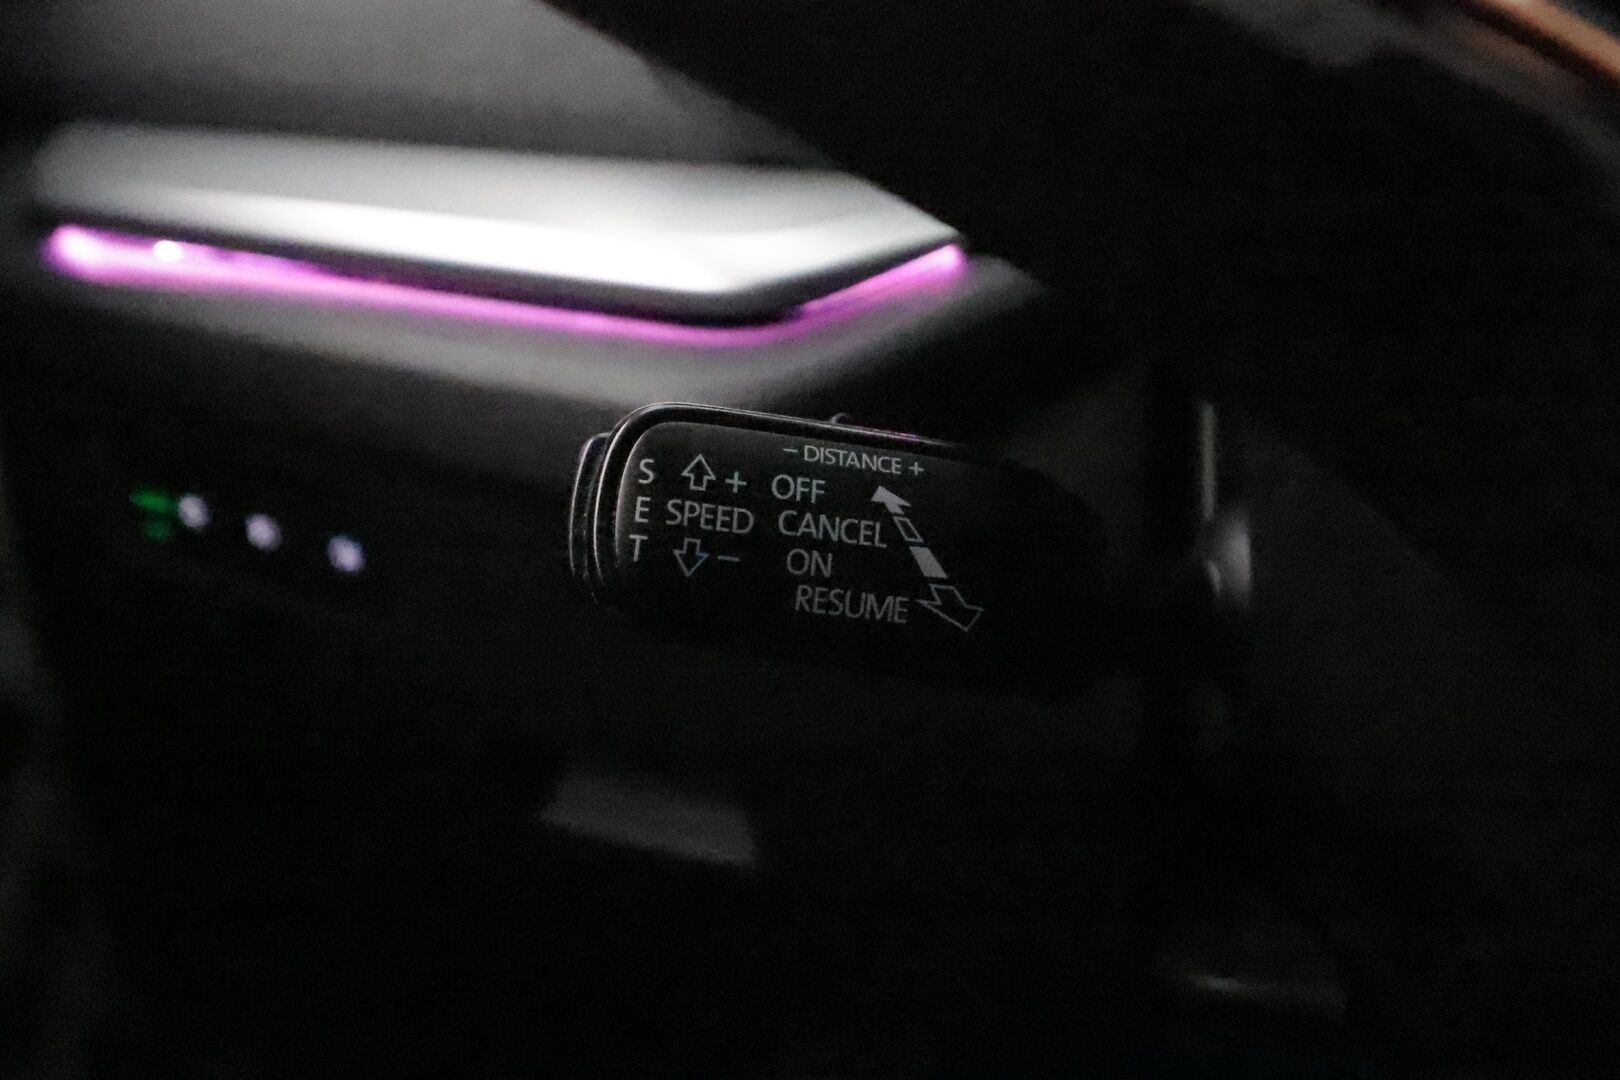 − DISTANCE +
S
E
T
+
SPEED
−
OFF
CANCEL
ON
RESUME